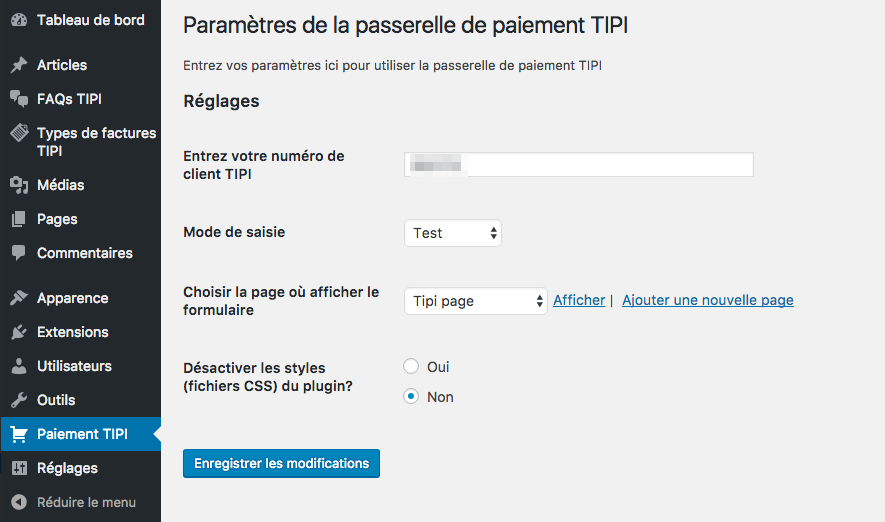 Tableau de bord
Articles
FAQs TIPI
Types de factures
TIPI
Médias
Pages
Commentaires
Apparence
Extensions
Utilisateurs
Outils
Paiement TIPI
Réglages
Réduire le menu
Paramètres de la passerelle de paiement TIPI
Entrez vos paramètres ici pour utiliser la passerelle de paiement TIPI
Réglages
Entrez votre numéro de
client TIPI
Mode de saisie
Test
Choisir la page où afficher le
formulaire
Tipi page
Afficher | Ajouter une nouvelle page
Désactiver les styles
(fichiers CSS) du plugin?
Oui
Non
Enregistrer les modifications